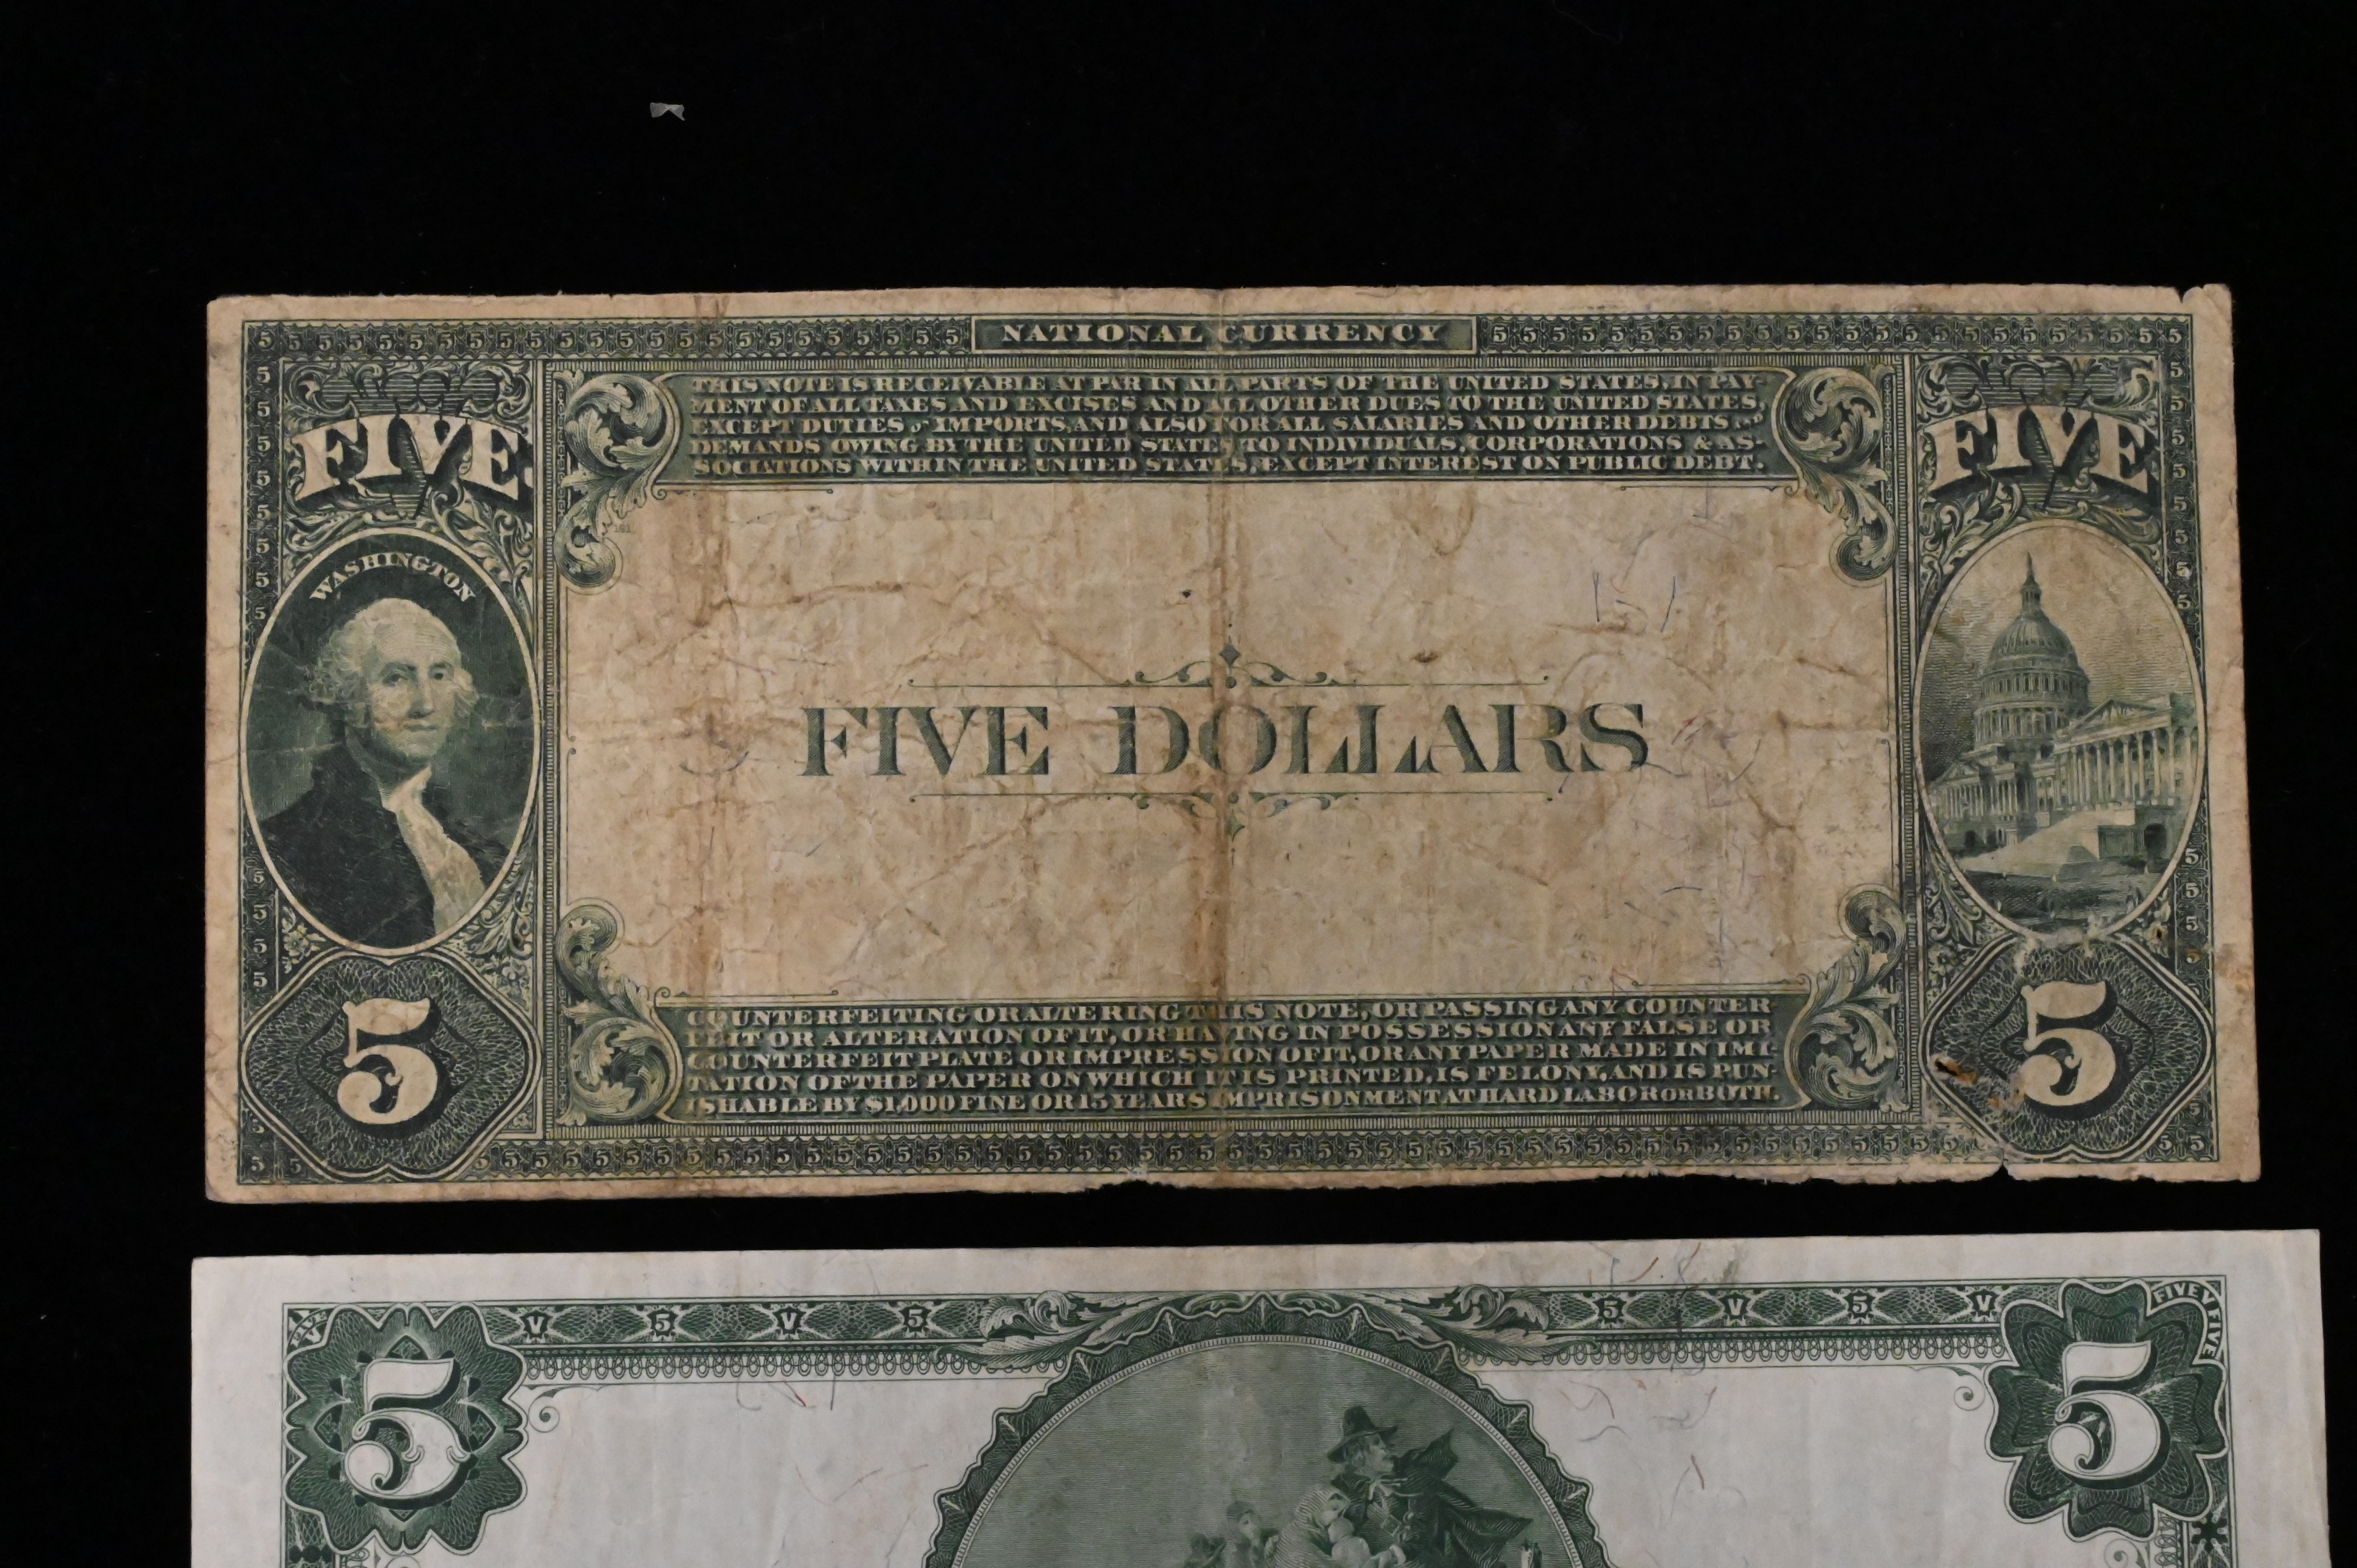 NATIONAL CURRENCY
THIS NOTE IS RECEIVABLE AT PAR IN ALL PARTS OF THE UNITED STATES, IN PAY-
MENT OF ALL TAXES AND EXCISES AND ALL OTHER DUES TO THE UNITED STATES,
EXCEPT DUTIES ON IMPORTS, AND ALSO FOR ALL SALARIES AND OTHER DEBTS AND
DEMANDS OWING BY THE UNITED STATES TO INDIVIDUALS, CORPORATIONS & AS-
SOCIATIONS WITHIN THE UNITED STATES, EXCEPT INTEREST ON PUBLIC DEBT.
FIVE
FIVE
WASHINGTON
FIVE DOLLARS
5
5
COUNTERFEITING OR ALTERING THIS NOTE, OR PASSING ANY COUNTER-
FEIT OR ALTERATION OF IT, OR HAVING IN POSSESSION ANY FALSE OR
COUNTERFEIT PLATE OR IMPRESSION OF IT, OR ANY PAPER MADE IN IMI-
TATION OF THE PAPER ON WHICH IT IS PRINTED, IS FELONY, AND IS PUN-
ISHABLE BY $1,000 FINE OR 15 YEARS IMPRISONMENT AT HARD LABOR OR BOTH.
V 5 V 5
5 V 5 V
FIVE V FIVE
5
5